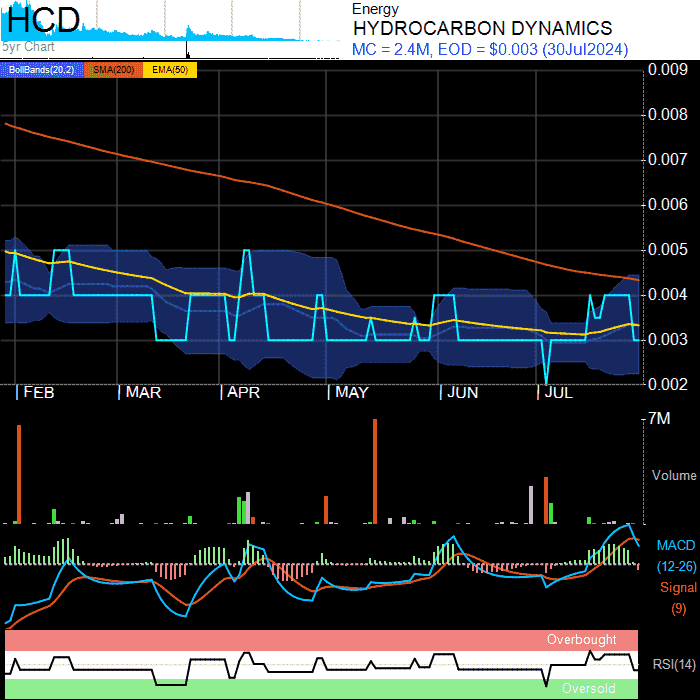 HCD
5yr Chart
Energy
HYDROCARBON DYNAMICS
MC = 2.4M, EOD = $0.003 (30Jul2024)
BollBands(20,2) SMA(200) EMA(50)
0.009
0.008
0.007
0.006
0.005
0.004
0.003
0.002
FEB MAR APR MAY JUN JUL
7M
Volume
MACD
(12-26)
Signal
(9)
Overbought
RSI(14)
Oversold